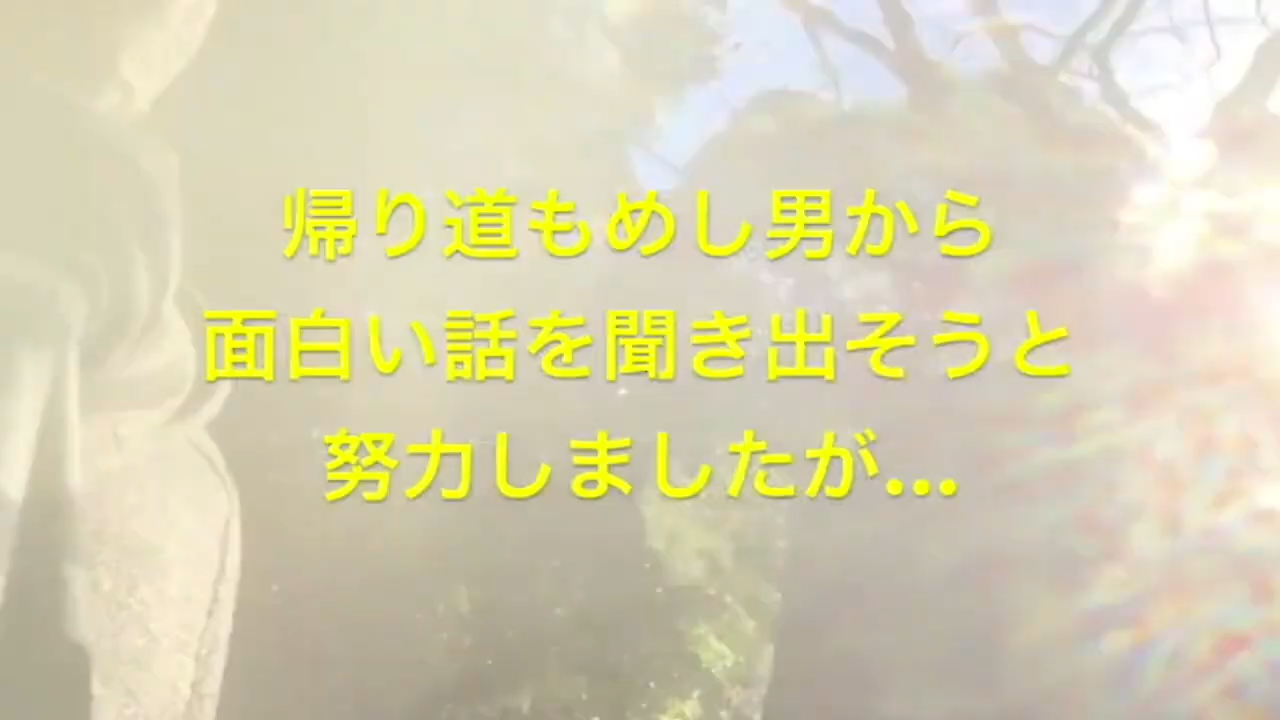 帰り道もめし男から
面白い話を聞き出そうと
努力しましたが...